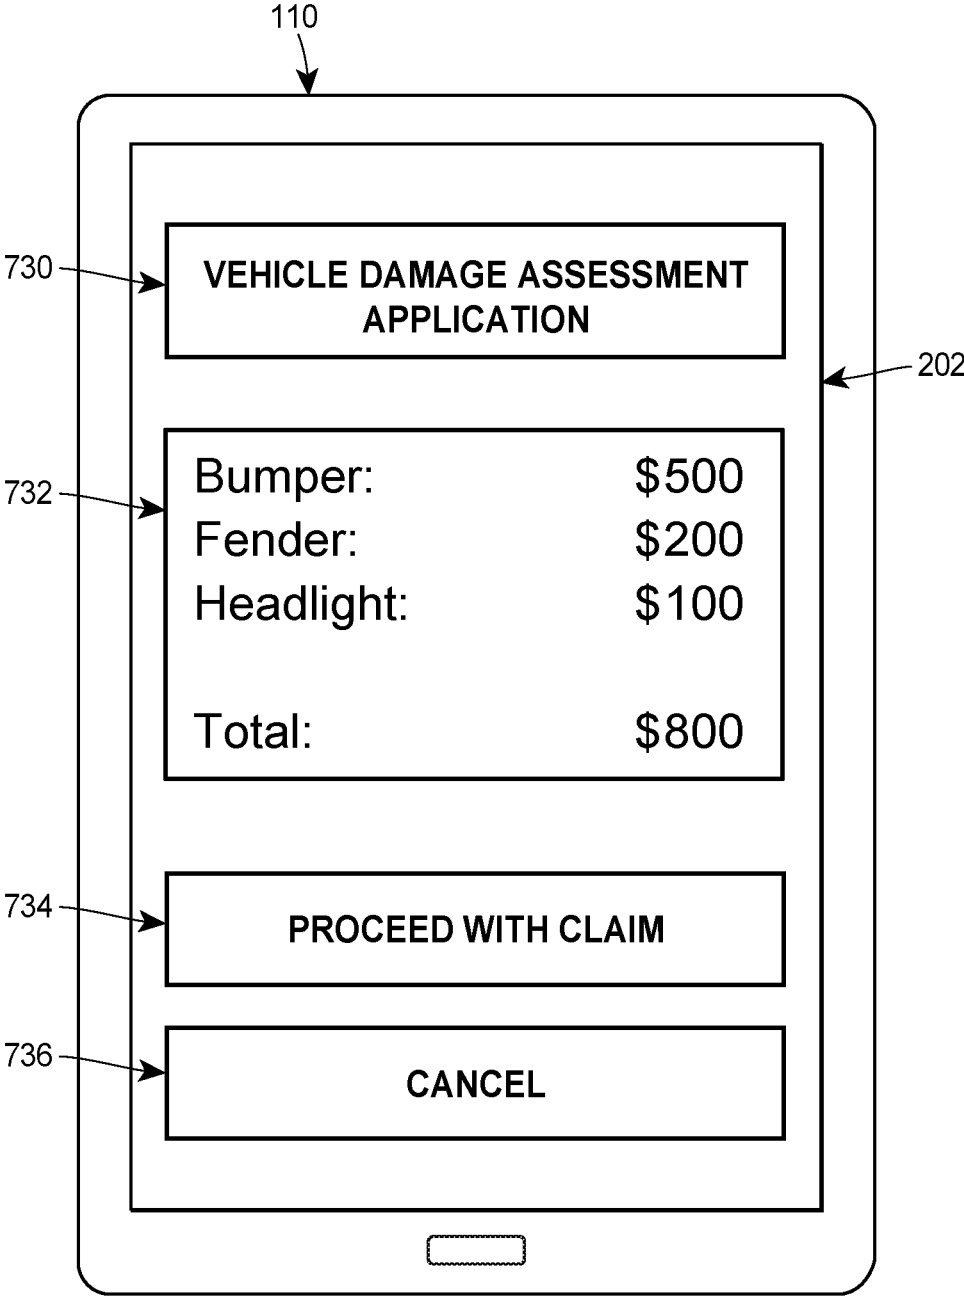 110
730
VEHICLE DAMAGE ASSESSMENT
APPLICATION
202
732
Bumper: $500
Fender: $200
Headlight: $100
Total: $800
734
PROCEED WITH CLAIM
736
CANCEL